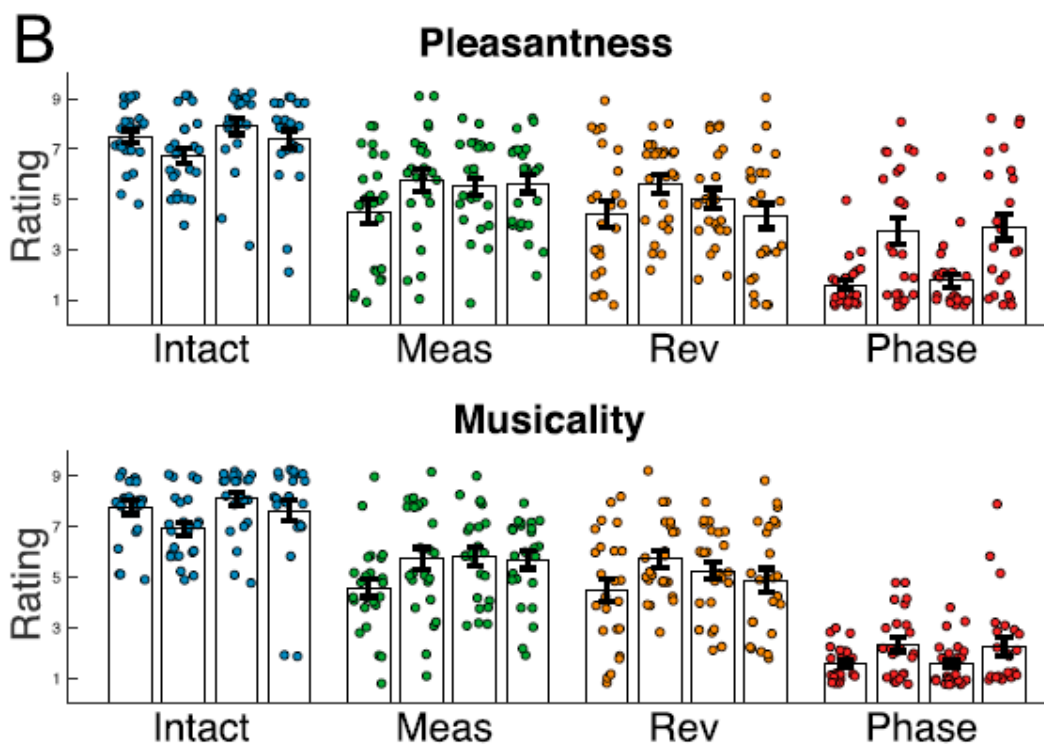 B
Pleasantness
Rating
9
7
5
3
1
Intact Meas Rev Phase
Musicality
Rating
9
7
5
3
1
Intact Meas Rev Phase